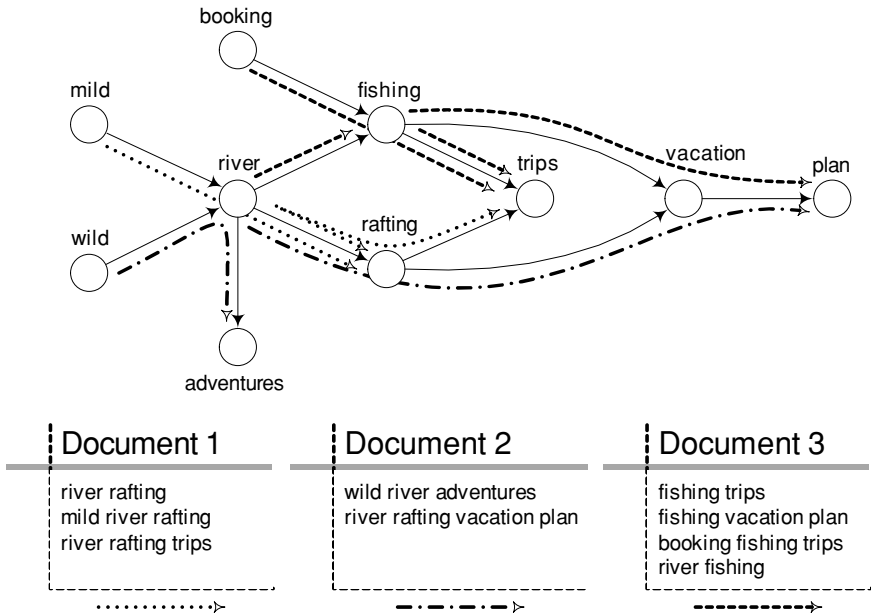 booking
mild
fishing
river
trips
vacation
plan
wild
rafting
adventures
Document 1
river rafting
mild river rafting
river rafting trips
Document 2
wild river adventures
river rafting vacation plan
Document 3
fishing trips
fishing vacation plan
booking fishing trips
river fishing